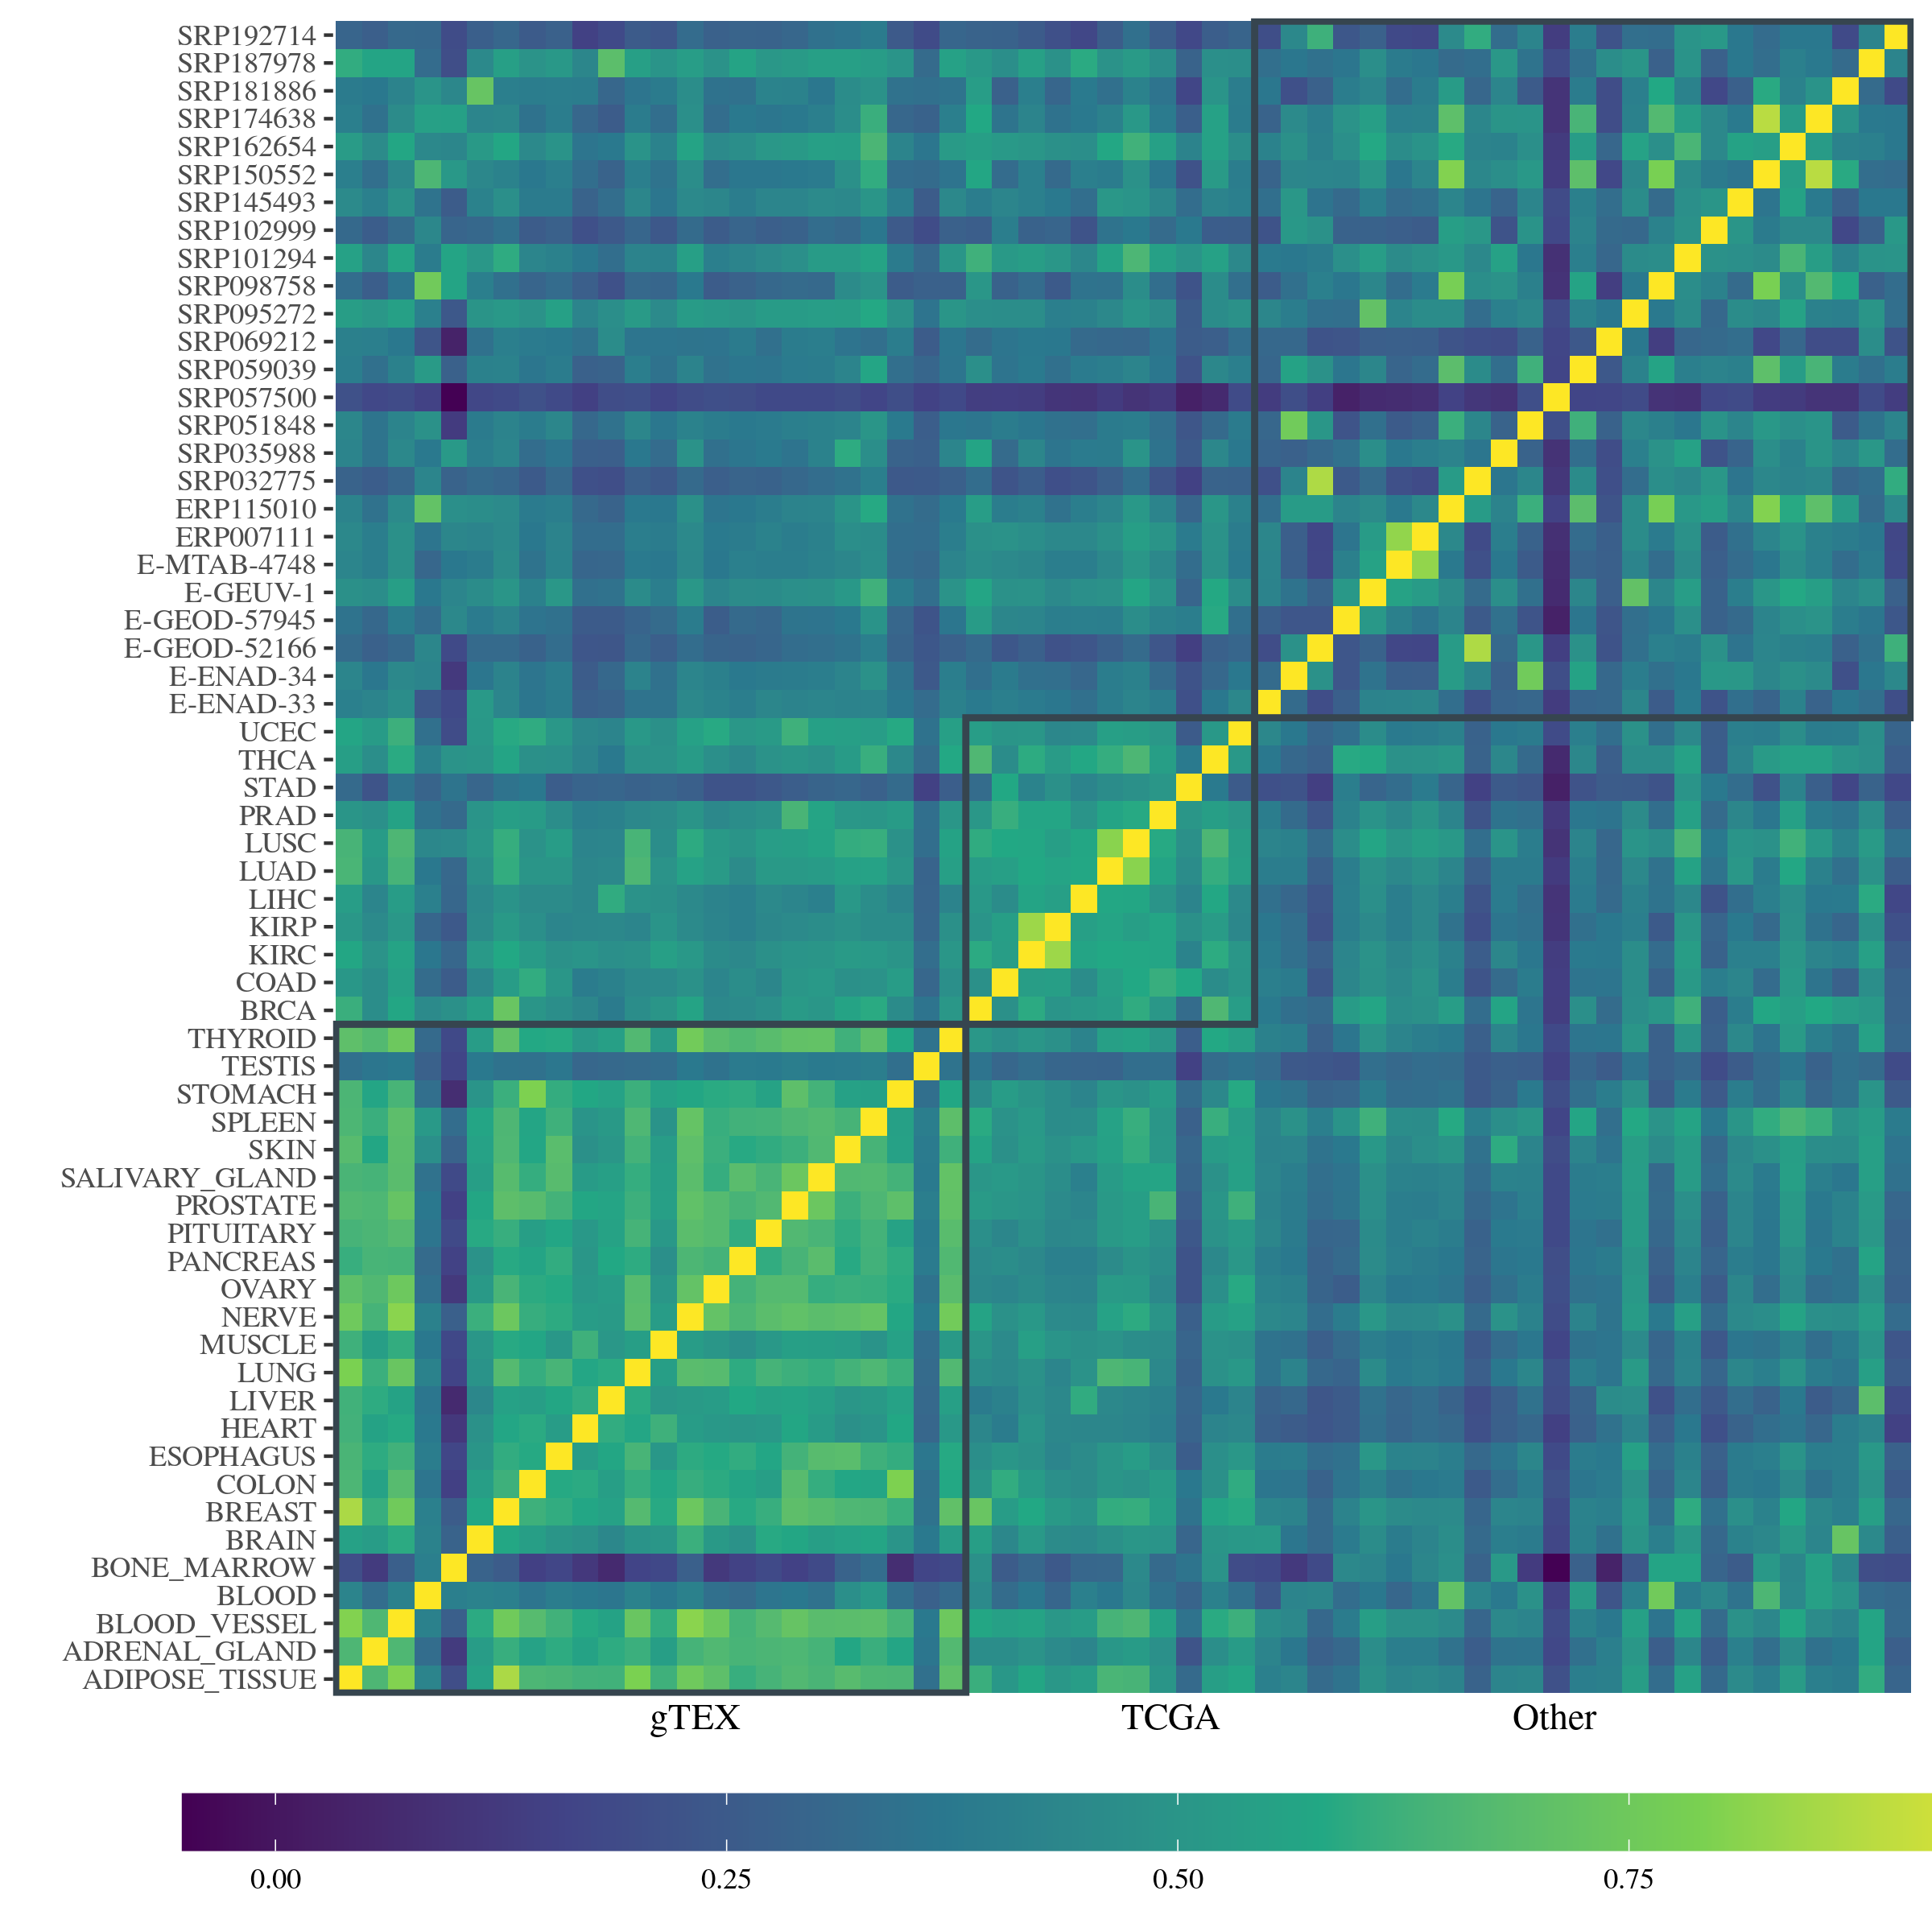 SRP192714
SRP187978
SRP181886
SRP174638
SRP162654
SRP150552
SRP145493
SRP102999
SRP101294
SRP098758
SRP095272
SRP069212
SRP059039
SRP057500
SRP051848
SRP035988
SRP032775
ERP115010
ERP007111
E-MTAB-4748
E-GEUV-1
E-GEOD-57945
E-GEOD-52166
E-ENAD-34
E-ENAD-33
UCEC
THCA
STAD
PRAD
LUSC
LUAD
LIHC
KIRP
KIRC
COAD
BRCA
THYROID
TESTIS
STOMACH
SPLEEN
SKIN
SALIVARY_GLAND
PROSTATE
PITUITARY
PANCREAS
OVARY
NERVE
MUSCLE
LUNG
LIVER
HEART
ESOPHAGUS
COLON
BREAST
BRAIN
BONE_MARROW
BLOOD
BLOOD_VESSEL
ADRENAL_GLAND
ADIPOSE_TISSUE
gTEX TCGA Other
0.00 0.25 0.50 0.75